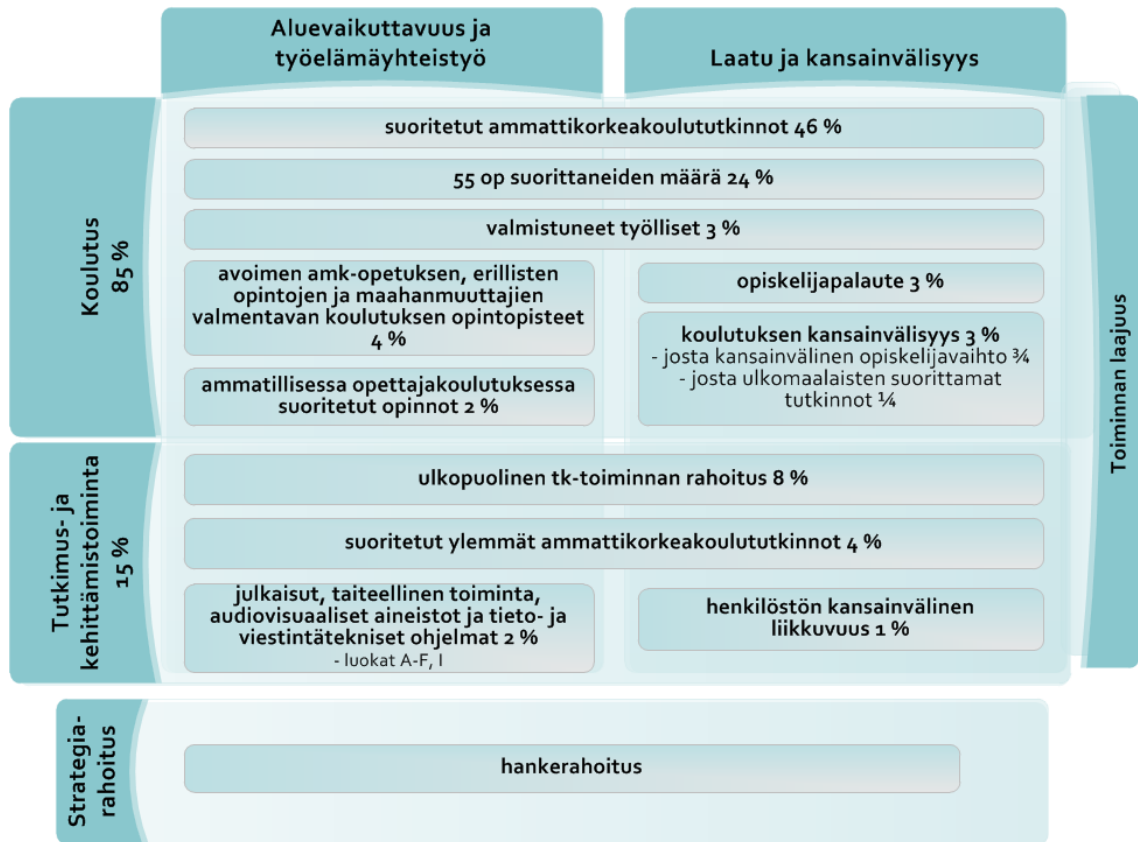 Aluevaikuttavuus ja
työelämäyhteistyö
Laatu ja kansainvälisyys
Koulutus
85 %
suoritetut ammattikorkeakoulututkinnot 46 %
55 op suorittaneiden määrä 24 %
valmistuneet työlliset 3 %
avoimen amk-opetuksen, erillisten
opintojen ja maahanmuuttajien
valmentavan koulutuksen opintopisteet
4 %
ammatillisessa opettajakoulutuksessa
suoritetut opinnot 2 %
opiskelijapalaute 3 %
koulutuksen kansainvälisyys 3 %
- josta kansainvälinen opiskelijavaihto ¾
- josta ulkomaalaisten suorittamat
tutkinnot ¼
Toiminnan laajuus
Tutkimus- ja
kehittämistoiminta
15 %
ulkopuolinen tk-toiminnan rahoitus 8 %
suoritetut ylemmät ammattikorkeakoulututkinnot 4 %
julkaisut, taiteellinen toiminta,
audiovisuaaliset aineistot ja tieto- ja
viestintätekniset ohjelmat 2 %
- luokat A-F, I
henkilöstön kansainvälinen
liikkuvuus 1 %
Strategia-
rahoitus
hankerahoitus